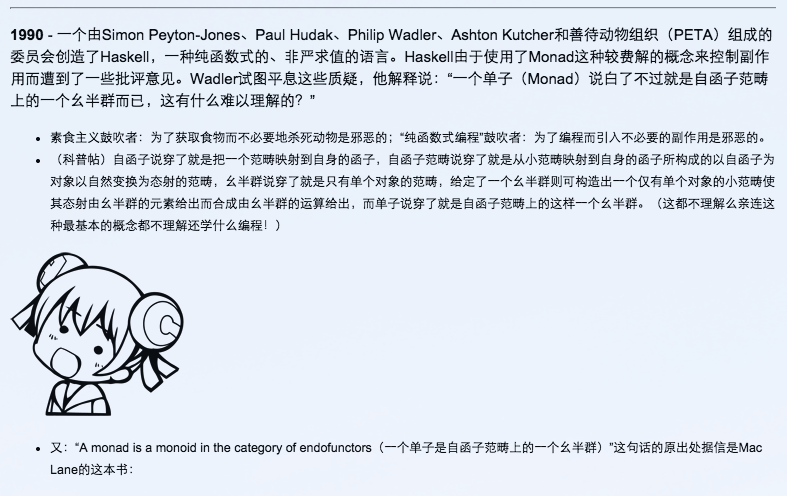 1990 - 一个由Simon Peyton-Jones、Paul Hudak、Philip Wadler、Ashton Kutcher和善待动物组织（PETA）组成的
委员会创造了Haskell，一种纯函数式的、非严求值的语言。Haskell由于使用了Monad这种较费解的概念来控制副作
用而遭到了一些批评意见。Wadler试图平息这些质疑，他解释说：“一个单子（Monad）说白了不过就是自函子范畴
上的一个幺半群而已，这有什么难以理解的？”
• 素食主义鼓吹者：为了获取食物而不必要地杀死动物是邪恶的；“纯函数式编程”鼓吹者：为了编程而引入不必要的副作用是邪恶的。
• （科普帖）自函子说穿了就是把一个范畴映射到自身的函子，自函子范畴说穿了就是从小范畴映射到自身的函子所构成的以自函子为
对象以自然变换为态射的范畴，幺半群说穿了就是只有单个对象的范畴，给定了一个幺半群则可构造出一个仅有单个对象的小范畴使
其态射由幺半群的元素给出而合成由幺半群的运算给出，而单子说穿了就是自函子范畴上的这样一个幺半群。（这都不理解么亲连这
种最基本的概念都不理解还学什么编程！）
• 又：“A monad is a monoid in the category of endofunctors（一个单子是自函子范畴上的一个幺半群）”这句话的原出处据信是Mac
Lane的这本书：